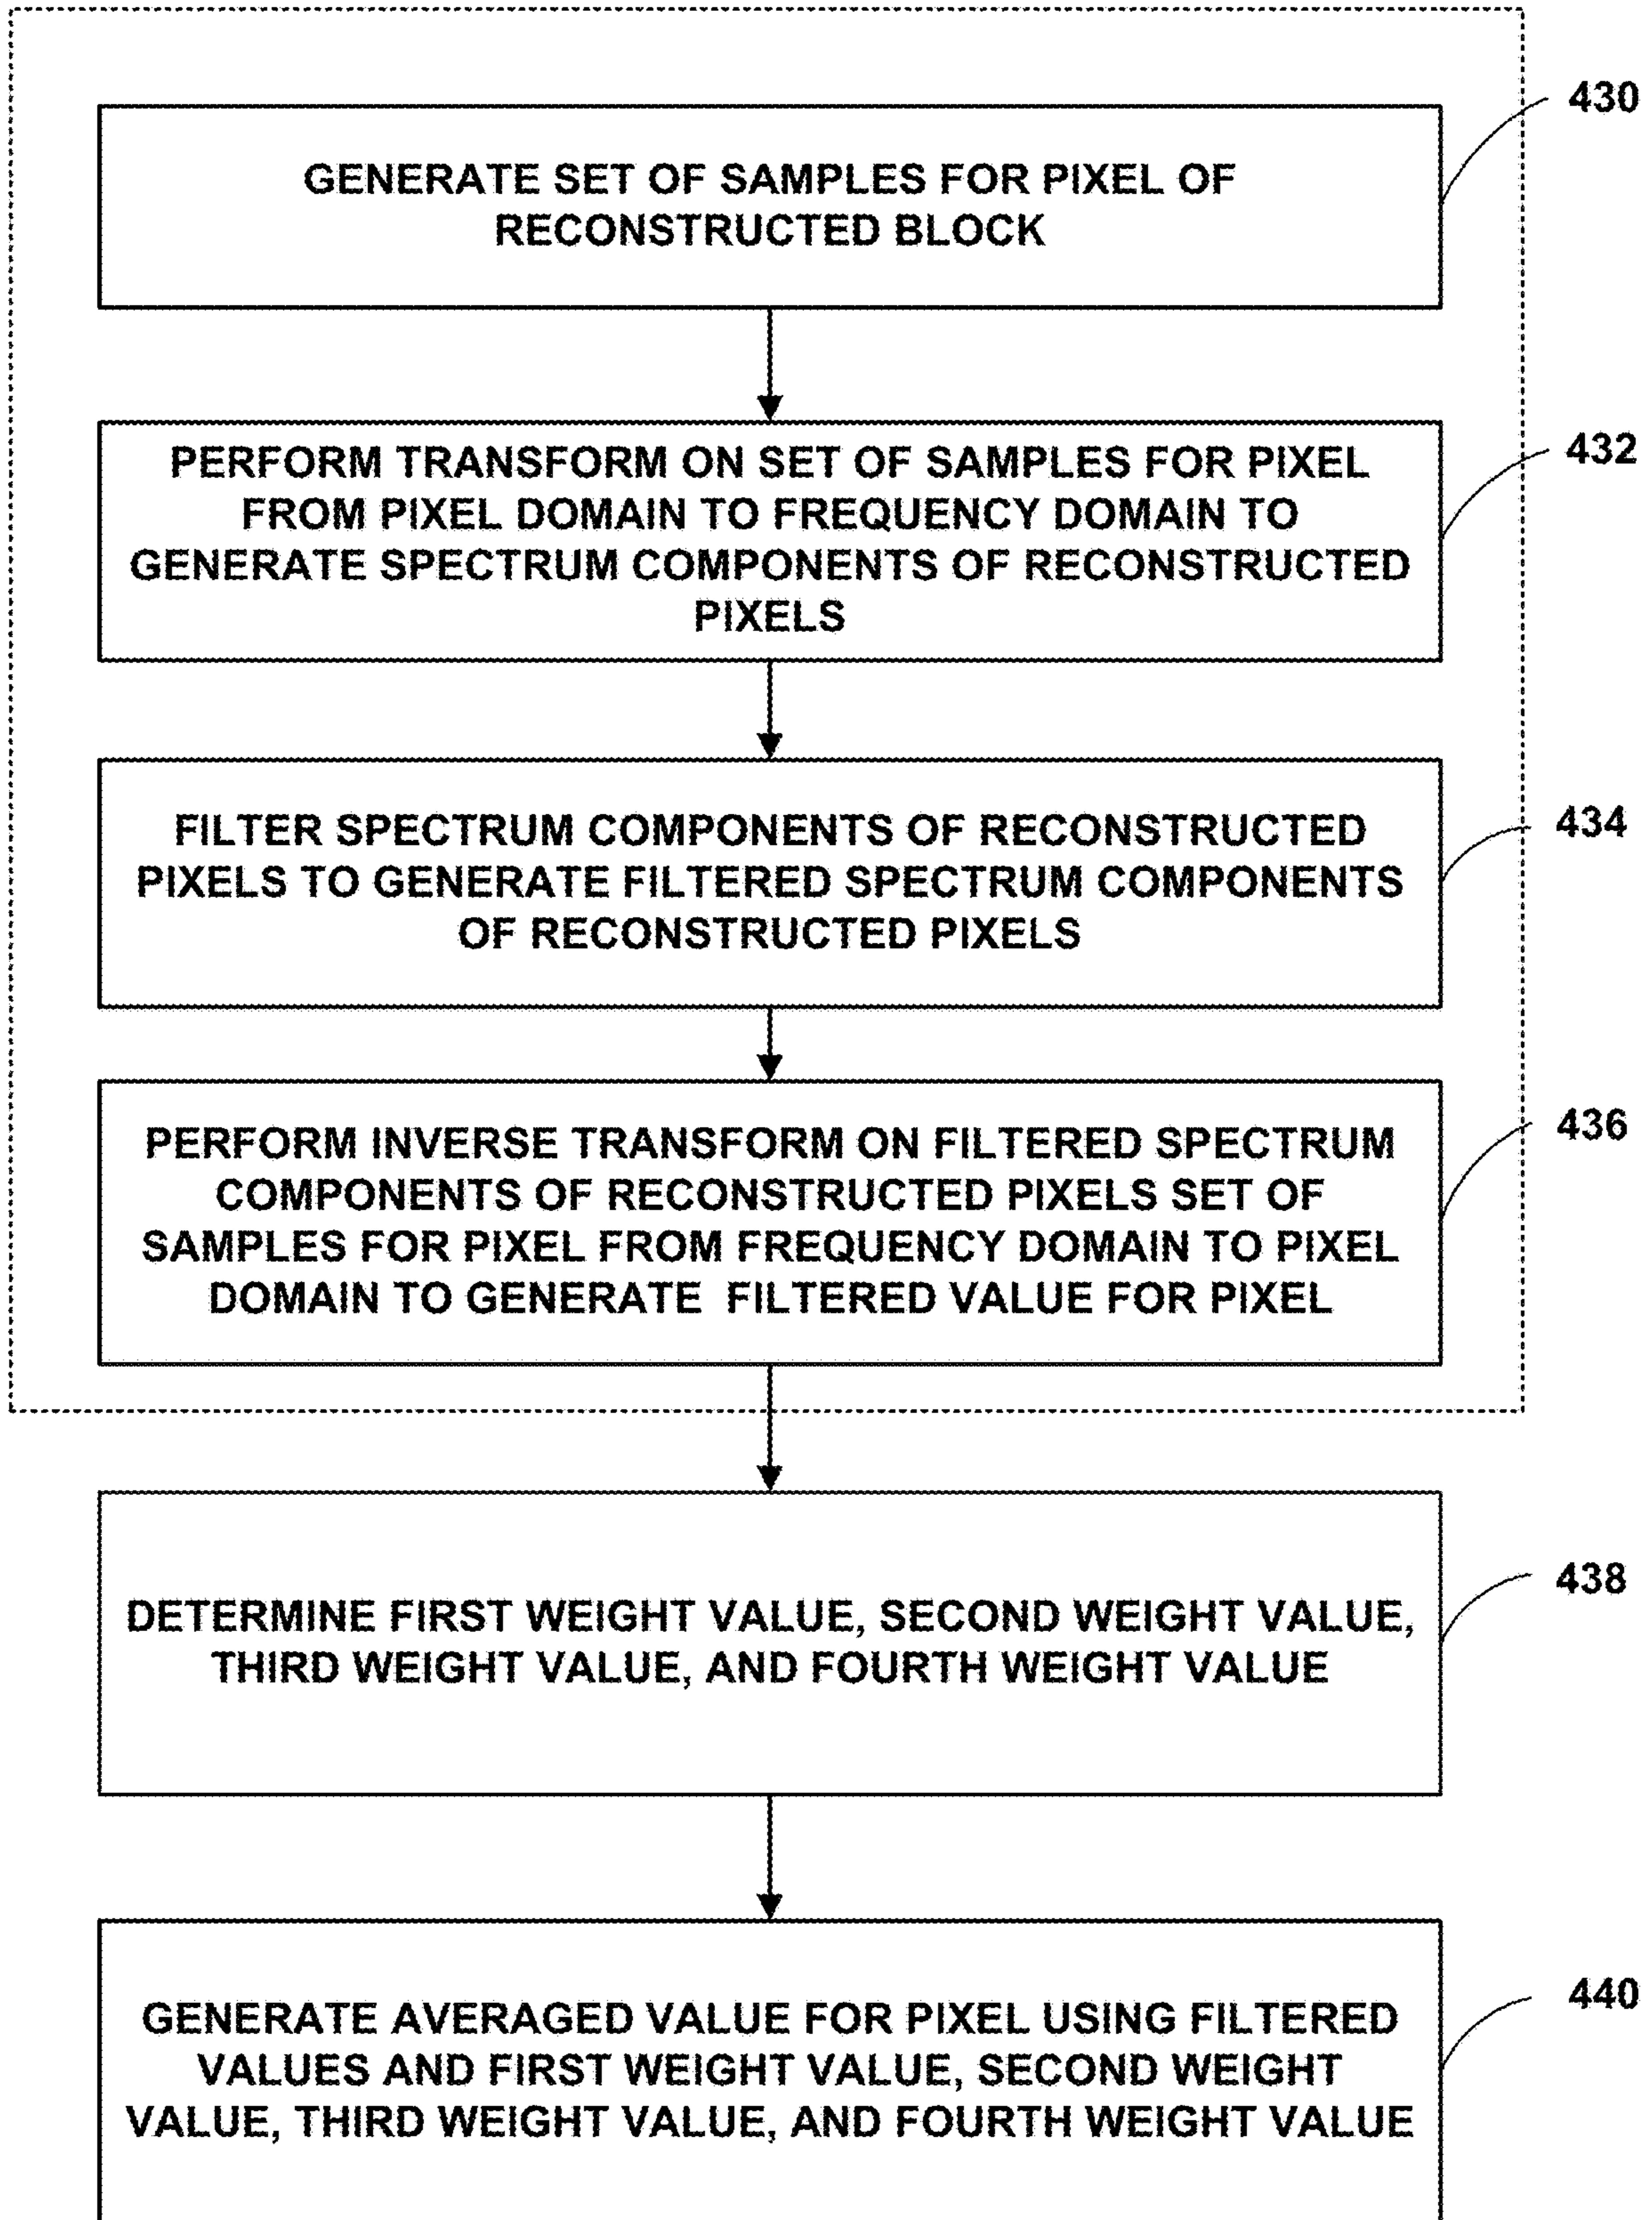 430
GENERATE SET OF SAMPLES FOR PIXEL OF
RECONSTRUCTED BLOCK
432
PERFORM TRANSFORM ON SET OF SAMPLES FOR PIXEL
FROM PIXEL DOMAIN TO FREQUENCY DOMAIN TO
GENERATE SPECTRUM COMPONENTS OF RECONSTRUCTED
PIXELS
434
FILTER SPECTRUM COMPONENTS OF RECONSTRUCTED
PIXELS TO GENERATE FILTERED SPECTRUM COMPONENTS
OF RECONSTRUCTED PIXELS
436
PERFORM INVERSE TRANSFORM ON FILTERED SPECTRUM
COMPONENTS OF RECONSTRUCTED PIXELS SET OF
SAMPLES FOR PIXEL FROM FREQUENCY DOMAIN TO PIXEL
DOMAIN TO GENERATE FILTERED VALUE FOR PIXEL
438
DETERMINE FIRST WEIGHT VALUE, SECOND WEIGHT VALUE,
THIRD WEIGHT VALUE, AND FOURTH WEIGHT VALUE
440
GENERATE AVERAGED VALUE FOR PIXEL USING FILTERED
VALUES AND FIRST WEIGHT VALUE, SECOND WEIGHT
VALUE, THIRD WEIGHT VALUE, AND FOURTH WEIGHT VALUE